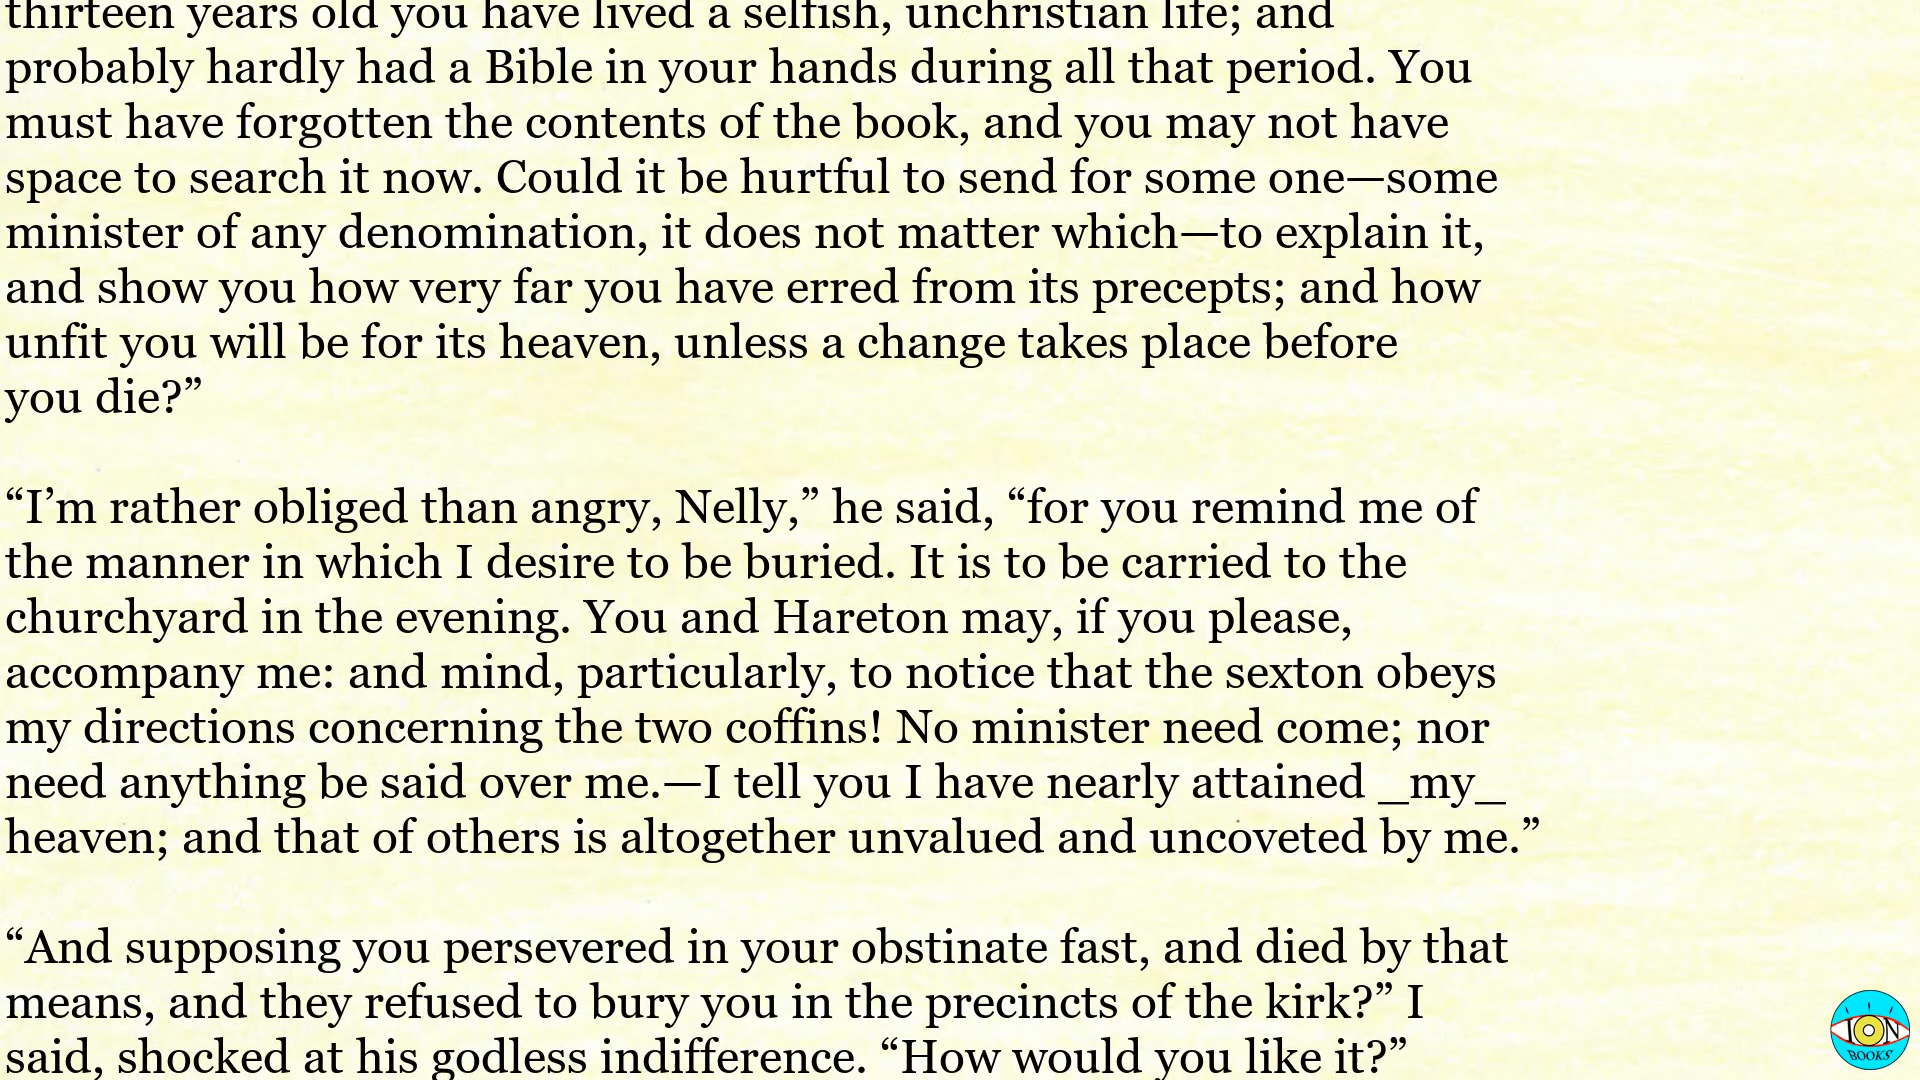 thirteen years old you have lived a selfish, unchristian life; and
probably hardly had a Bible in your hands during all that period. You
must have forgotten the contents of the book, and you may not have
space to search it now. Could it be hurtful to send for some one—some
minister of any denomination, it does not matter which—to explain it,
and show you how very far you have erred from its precepts; and how
unfit you will be for its heaven, unless a change takes place before
you die?”
“I’m rather obliged than angry, Nelly,” he said, “for you remind me of
the manner in which I desire to be buried. It is to be carried to the
churchyard in the evening. You and Hareton may, if you please,
accompany me: and mind, particularly, to notice that the sexton obeys
my directions concerning the two coffins! No minister need come; nor
need anything be said over me.—I tell you I have nearly attained _my_
heaven; and that of others is altogether unvalued and uncoveted by me.”
“And supposing you persevered in your obstinate fast, and died by that
means, and they refused to bury you in the precincts of the kirk?” I
said, shocked at his godless indifference. “How would you like it?”
ION
BOOKS